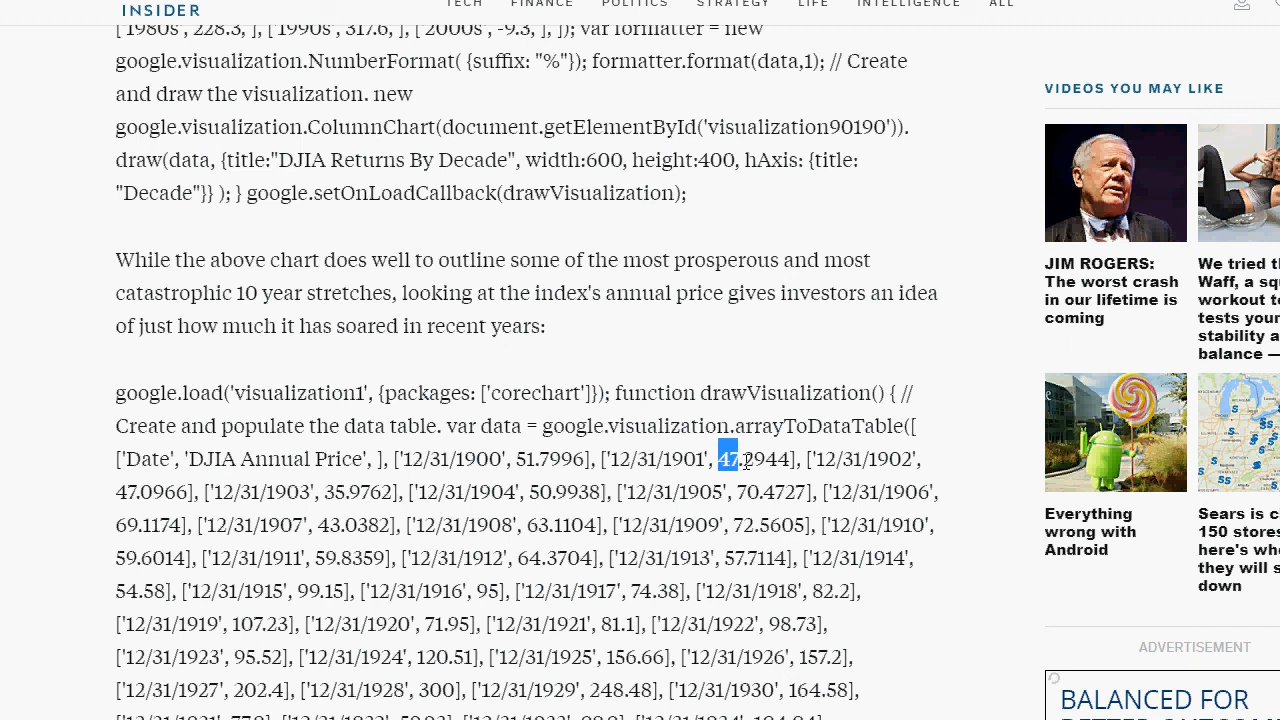 INSIDER
TECH FINANCE POLITICS STRATEGY LIFE INTELLIGENCE ALL
['1980s', 228.3, ], ['1990s', 317.6, ], ['2000s', -9.3, ], ]); var formatter = new
google.visualization.NumberFormat( {suffix: "%"}); formatter.format(data,1); // Create
and draw the visualization. new
google.visualization.ColumnChart(document.getElementById('visualization90190')).
draw(data, {title:"DJIA Returns By Decade", width:600, height:400, hAxis: {title:
"Decade"}} ); } google.setOnLoadCallback(drawVisualization);
While the above chart does well to outline some of the most prosperous and most
catastrophic 10 year stretches, looking at the index's annual price gives investors an idea
of just how much it has soared in recent years:
google.load('visualization1', {packages: ['corechart']}); function drawVisualization() { //
Create and populate the data table. var data = google.visualization.arrayToDataTable([
['Date', 'DJIA Annual Price', ], ['12/31/1900', 51.7996], ['12/31/1901', 47.2944], ['12/31/1902',
47.0966], ['12/31/1903', 35.9762], ['12/31/1904', 50.9938], ['12/31/1905', 70.4727], ['12/31/1906',
69.1174], ['12/31/1907', 43.0382], ['12/31/1908', 63.1104], ['12/31/1909', 72.5605], ['12/31/1910',
59.6014], ['12/31/1911', 59.8359], ['12/31/1912', 64.3704], ['12/31/1913', 57.7114], ['12/31/1914',
54.58], ['12/31/1915', 99.15], ['12/31/1916', 95], ['12/31/1917', 74.38], ['12/31/1918', 82.2],
['12/31/1919', 107.23], ['12/31/1920', 71.95], ['12/31/1921', 81.1], ['12/31/1922', 98.73],
['12/31/1923', 95.52], ['12/31/1924', 120.51], ['12/31/1925', 156.66], ['12/31/1926', 157.2],
['12/31/1927', 202.4], ['12/31/1928', 300], ['12/31/1929', 248.48], ['12/31/1930', 164.58],
VIDEOS YOU MAY LIKE
JIM ROGERS:
The worst crash
in our lifetime is
coming
We tried t
Waff, a sq
workout t
tests your
stability a
balance —
Everything
wrong with
Android
Sears is c
150 stores
here's wh
they will s
down
ADVERTISEMENT
BALANCED FOR